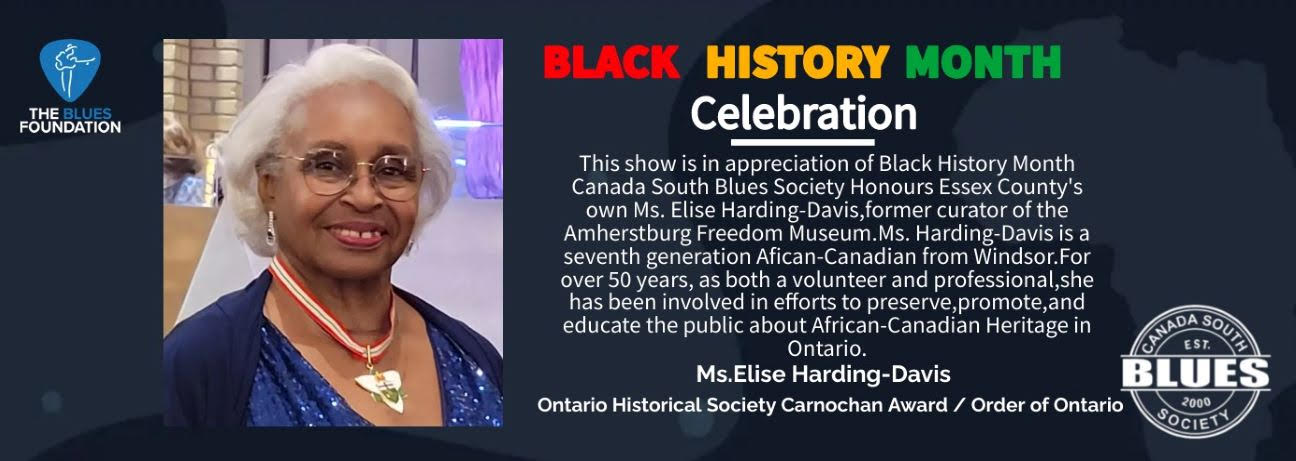 THE BLUES
FOUNDATION
BLACK HISTORY MONTH
Celebration
This show is in appreciation of Black History Month
Canada South Blues Society Honours Essex County's
own Ms. Elise Harding-Davis,former curator of the
Amherstburg Freedom Museum.Ms. Harding-Davis is a
seventh generation Afican-Canadian from Windsor.For
over 50 years, as both a volunteer and professional,she
has been involved in efforts to preserve,promote,and
educate the public about African-Canadian Heritage in
Ontario.
Ms.Elise Harding-Davis
Ontario Historical Society Carnochan Award / Order of Ontario
CANADA SOUTH
EST.
BLUES
2000
SOCIETY